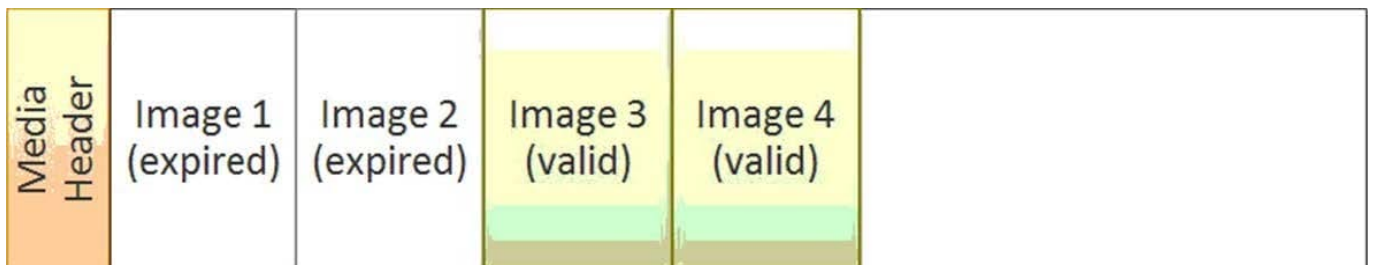 Media
Header
Image 1
(expired)
Image 2
(expired)
Image 3
(valid)
Image 4
(valid)